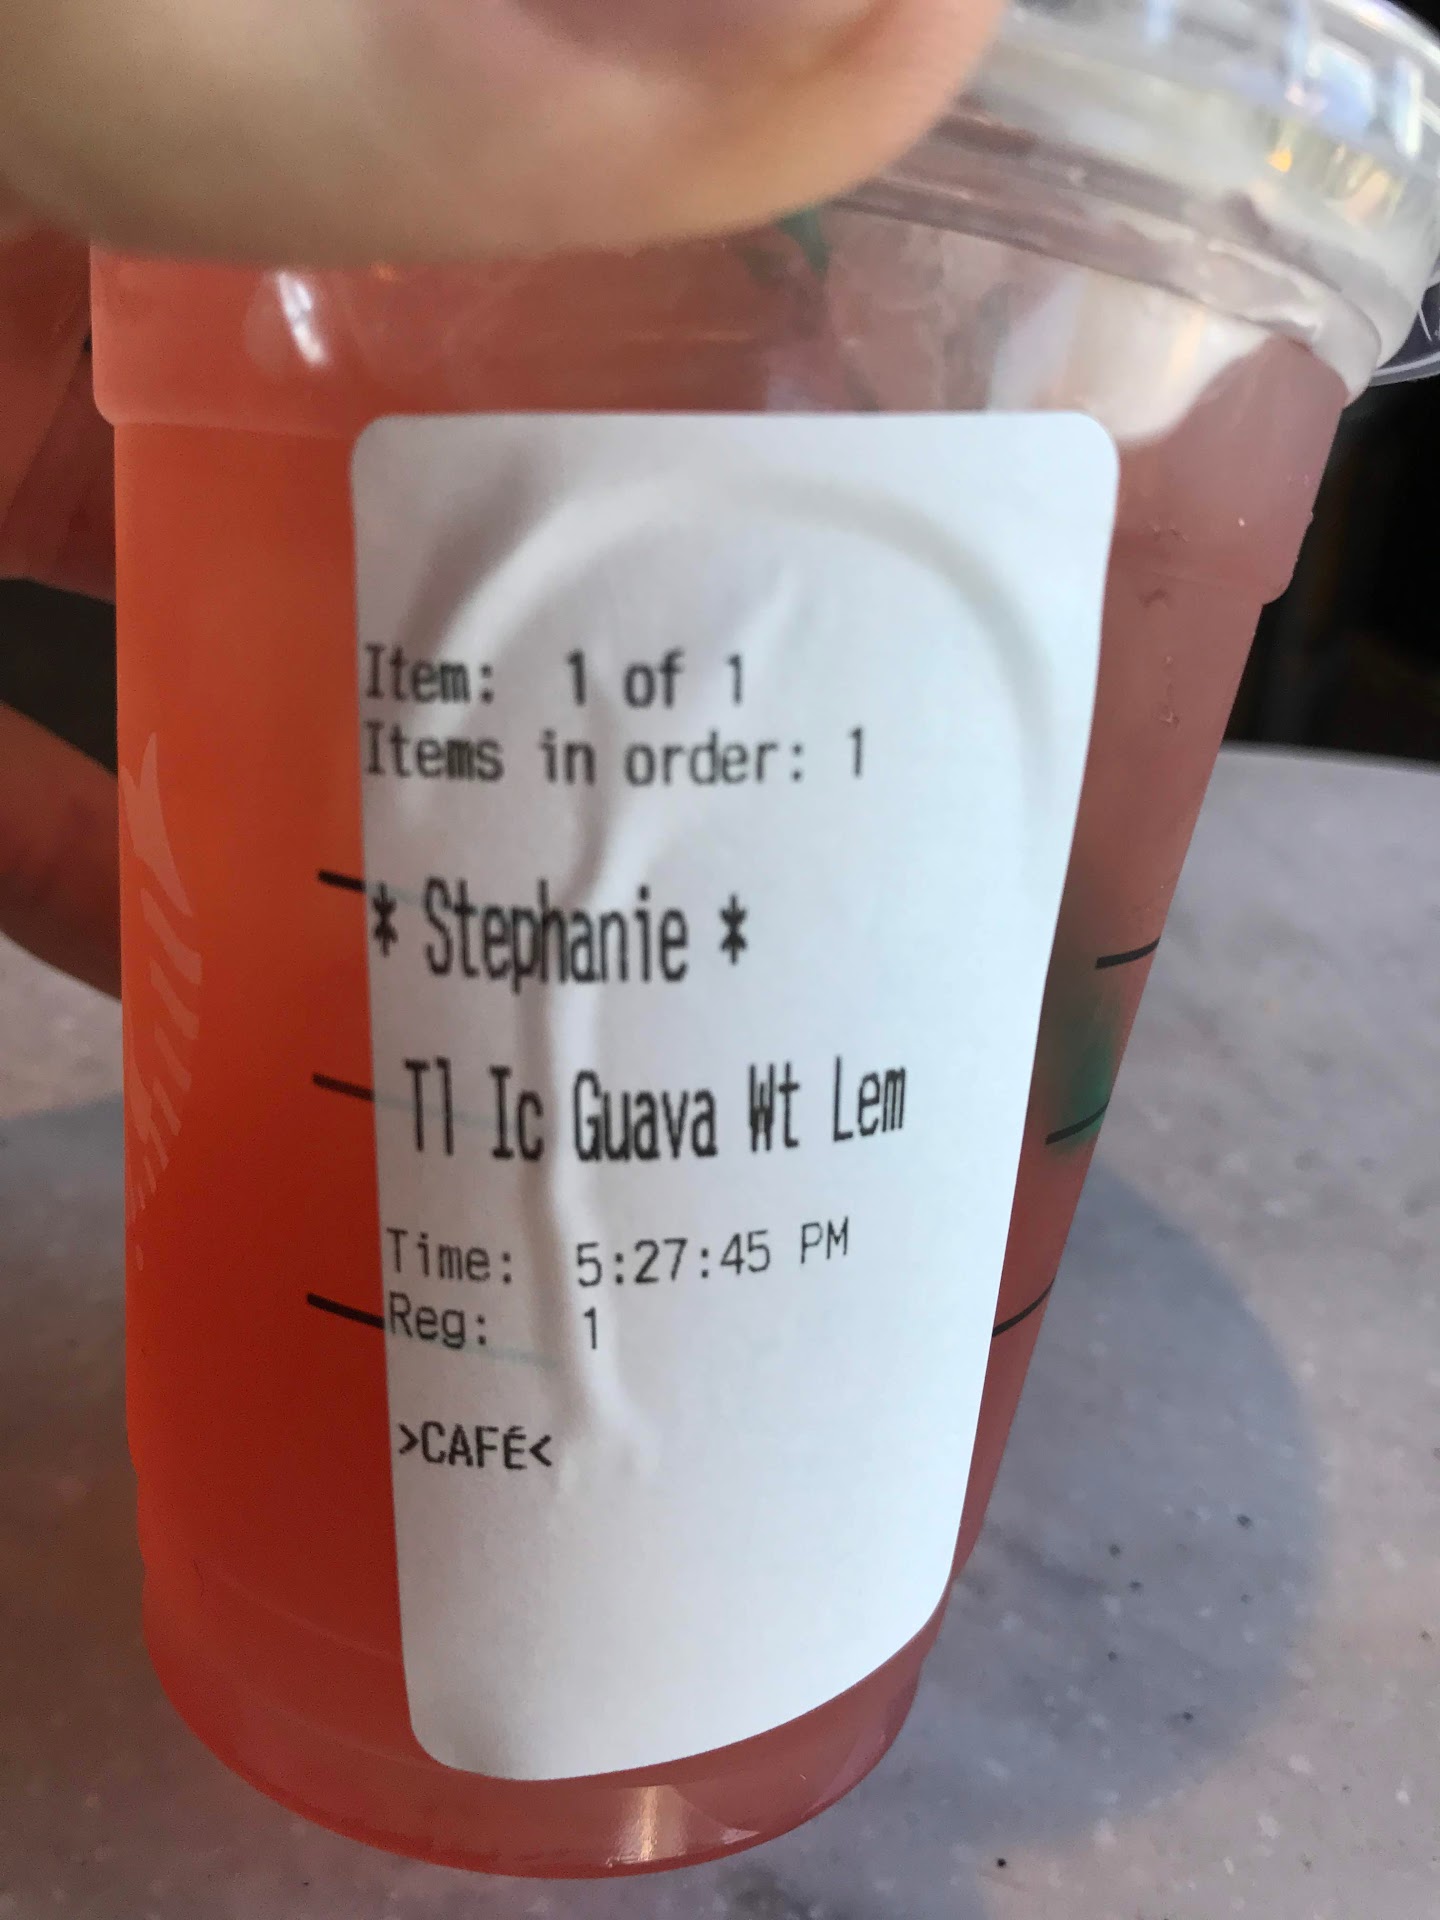 Item: 1 of 1
Items in order: 1
* Stephanie *
Tl Ic Guava Wt Lem
Time: 5:27:45 PM
Reg: 1
>CAFÉ<